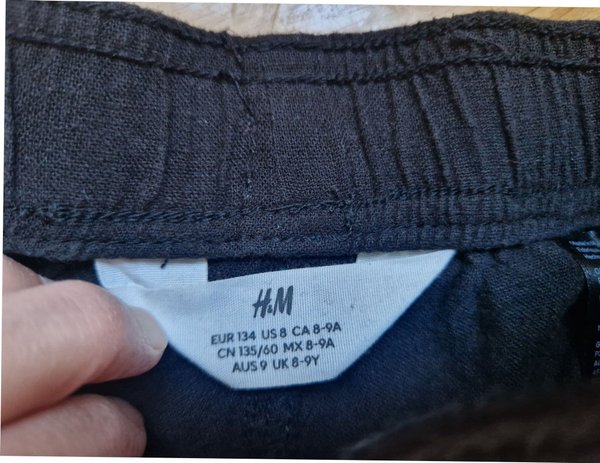 H&M
EUR 134 US 8 CA 8-9A
CN 135/60 MX 8-9A
AUS 9 UK 8-9Y